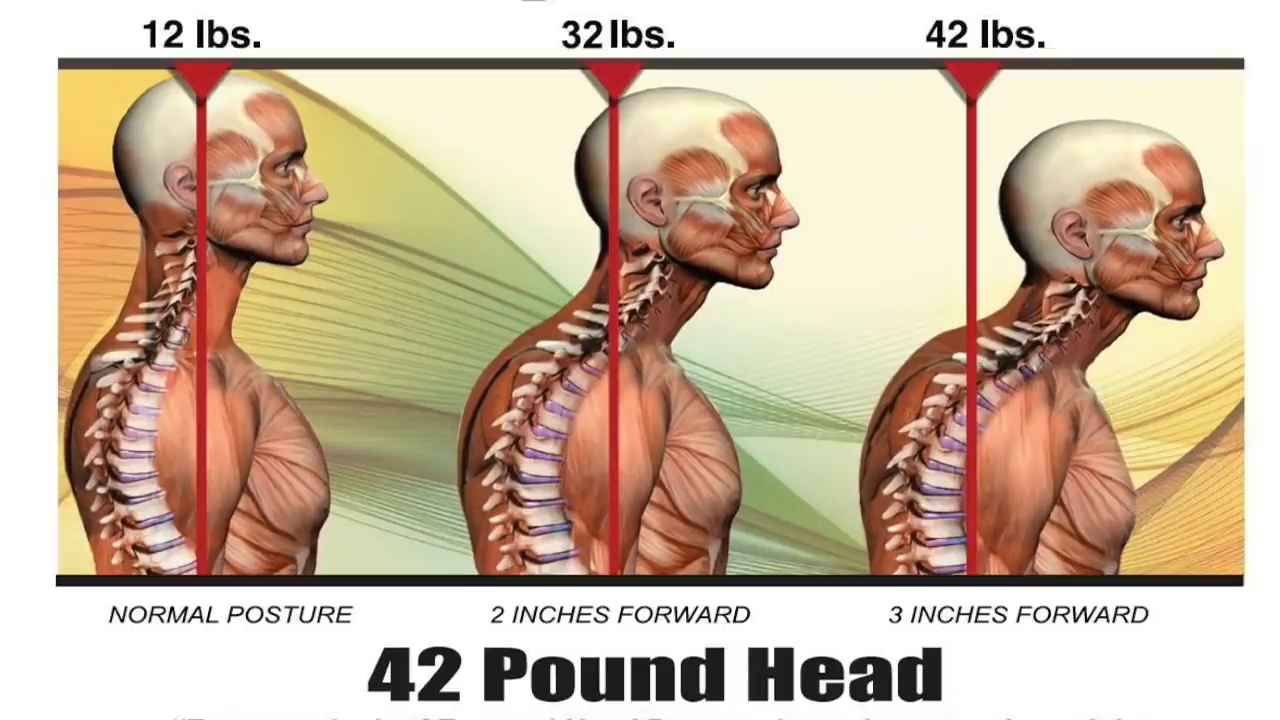 12 lbs.
32 lbs.
42 lbs.
NORMAL POSTURE
2 INCHES FORWARD
3 INCHES FORWARD
42 Pound Head